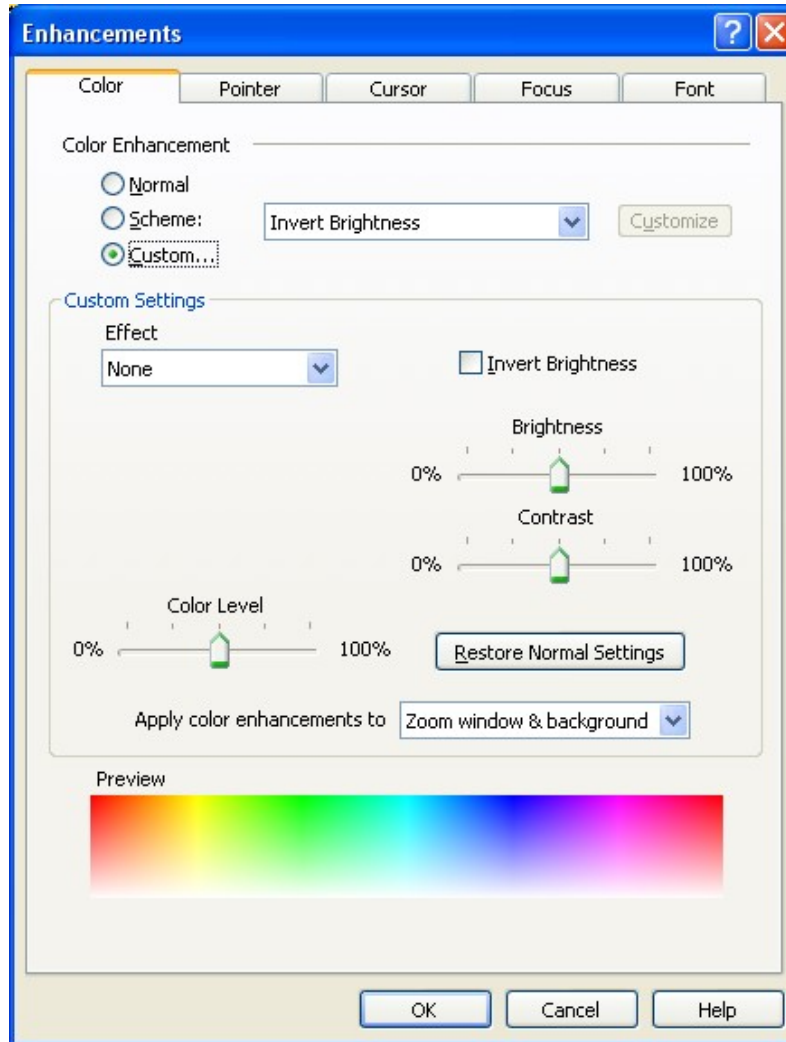 Enhancements
Color Pointer Cursor Focus Font
Color Enhancement
Normal
Scheme: Invert Brightness Customize
Custom...
Custom Settings
Effect
None Invert Brightness
Brightness
0% 100%
Contrast
0% 100%
Color Level
0% 100% Restore Normal Settings
Apply color enhancements to Zoom window & background
Preview
OK Cancel Help